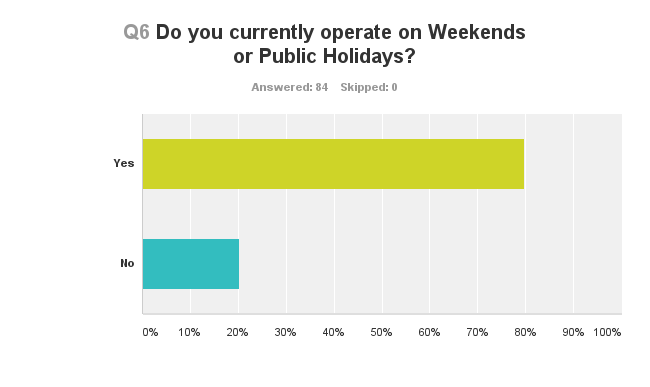 Q6 Do you currently operate on Weekends
or Public Holidays?
Answered: 84 Skipped: 0
Yes
No
0% 10% 20% 30% 40% 50% 60% 70% 80% 90% 100%